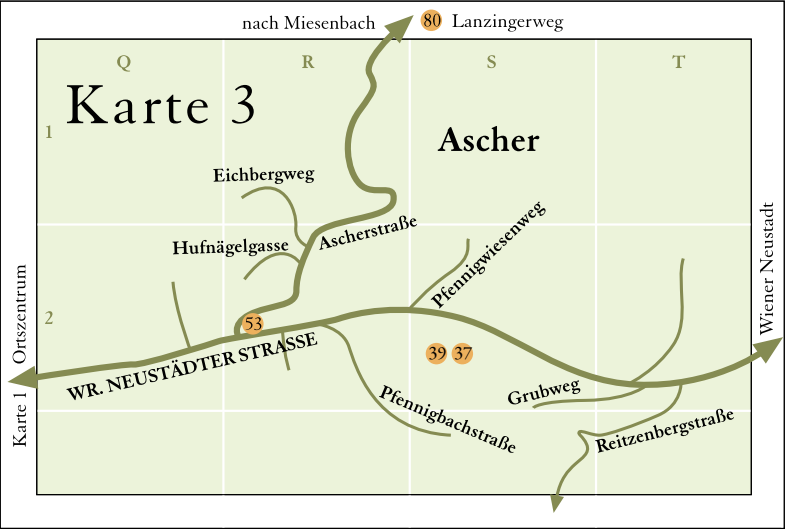 nach Miesenbach 80 Lanzingerweg
Q R S T
Karte 3
1
Ascher
Eichbergweg
Ascherstraße
Hufnägelgasse
Pfennigwiesenweg
Wiener Neustadt
Karte 1 Ortszentrum
2
53
WR. NEUSTÄDTER STRASSE
39 37
Grubweg
Pfennigbachstraße
Reitzenbergstraße